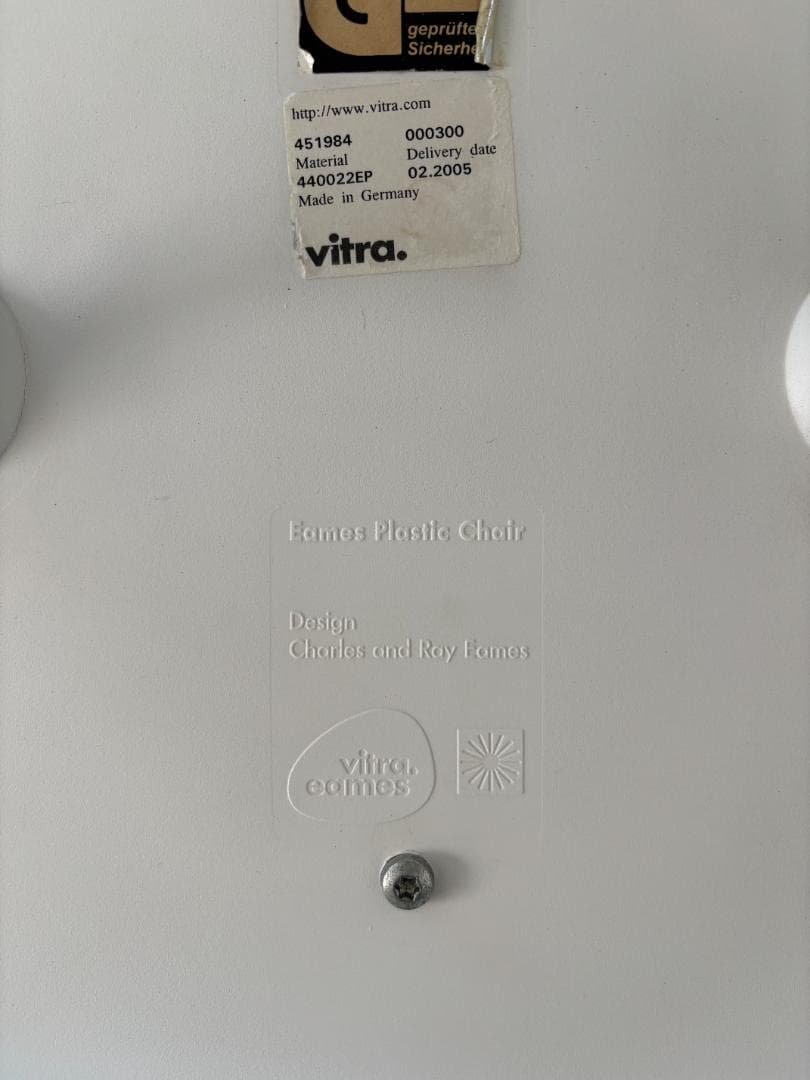 geprüfte
Sicherhe
http://www.vitra.com
451984 000300
Material Delivery date
440022EP 02.2005
Made in Germany
vitra.
Eames Plastic Chair
Design
Charles and Ray Eames
vitra.
eames